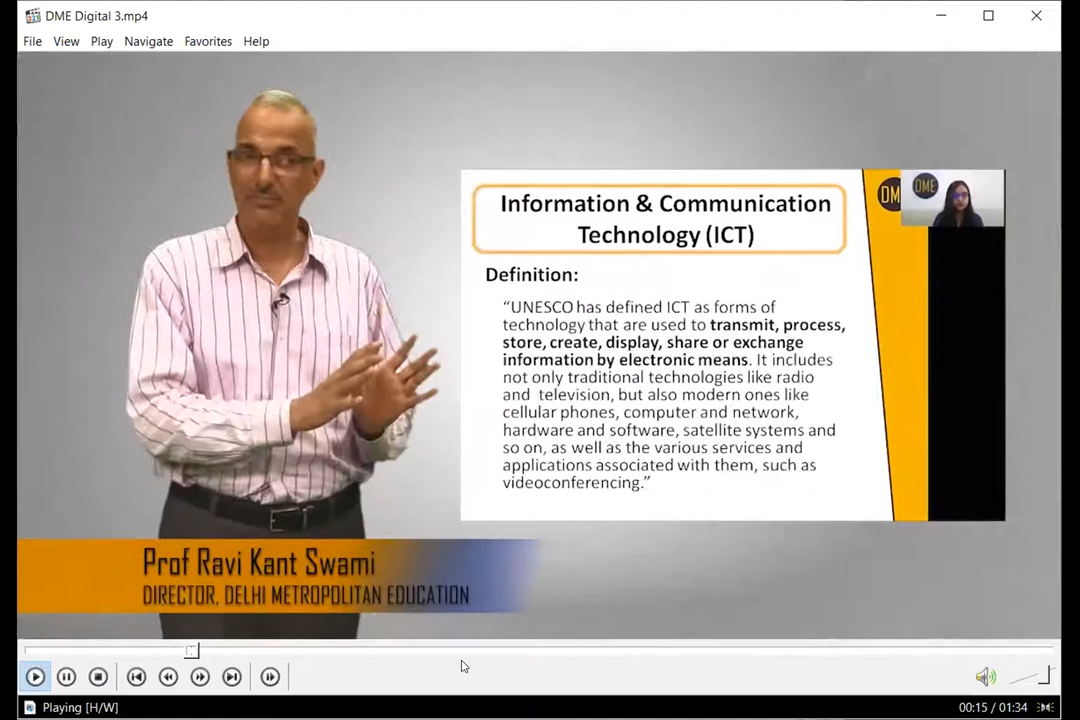 DME Digital 3.mp4
File View Play Navigate Favorites Help
Information & Communication
Technology (ICT)
Definition:
“UNESCO has defined ICT as forms of
technology that are used to transmit, process,
store, create, display, share or exchange
information by electronic means. It includes
not only traditional technologies like radio
and television, but also modern ones like
cellular phones, computer and network,
hardware and software, satellite systems and
so on, as well as the various services and
applications associated with them, such as
videoconferencing.”
DM
DME
Prof Ravi Kant Swami
DIRECTOR, DELHI METROPOLITAN EDUCATION
Playing [H/W]
00:15 / 01:34